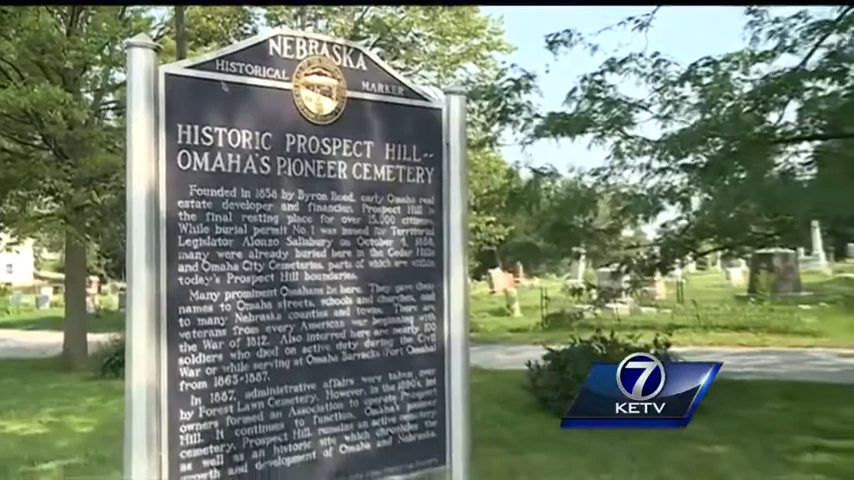 NEBRASKA
HISTORICAL MARKER
HISTORIC PROSPECT HILL--
OMAHA'S PIONEER CEMETERY
Founded in 1858 by Byron Reed, early Omaha real
estate developer and financier, Prospect Hill is
the final resting place for over 15,000 citizens.
While burial permit No. 1 was issued for Territorial
Legislator Alonzo Salisbury on October 4, 1858,
many were already buried here in the Cedar Hills
and Omaha City Cemeteries, parts of which are within
today's Prospect Hill boundaries.
Many prominent Omahans lie here. They gave their
names to Omaha streets, schools and churches, and
to many Nebraska counties and towns. There are
veterans from every American war beginning with
the War of 1812. Also interred here are nearly 100
soldiers who died on active duty during the Civil
War or while serving at Omaha Barracks (Fort Omaha)
from 1863-1887.
In 1887, administrative affairs were taken over
by Forest Lawn Cemetery. However, in the 1890's, lot
owners formed an Association to operate Prospect
Hill. It continues to function. Omaha's pioneer
cemetery, Prospect Hill remains an active cemetery
as well as an historic site which chronicles the
growth and development of Omaha and Nebraska.
7
KETV